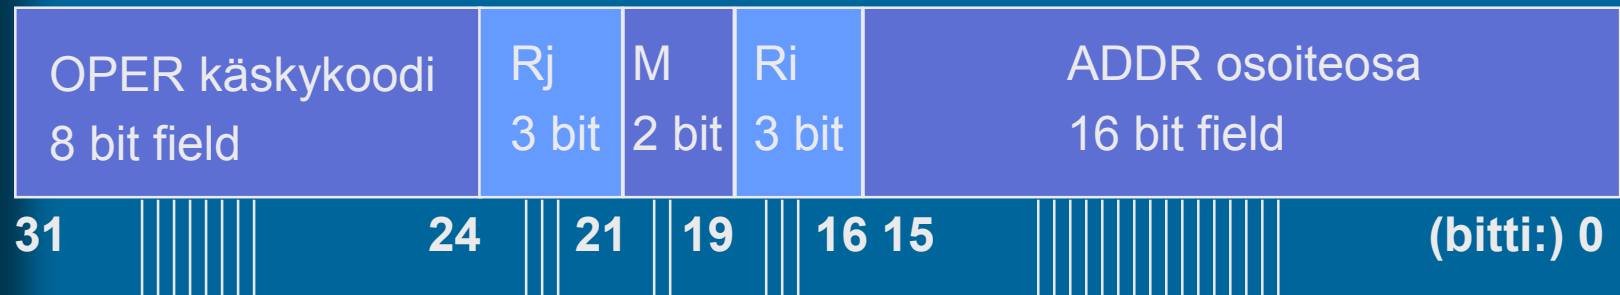 OPER käskykoodi
8 bit field
Rj
3 bit
M
2 bit
Ri
3 bit
ADDR osoiteosa
16 bit field
31 24 21 19 16 15 (bitti:) 0